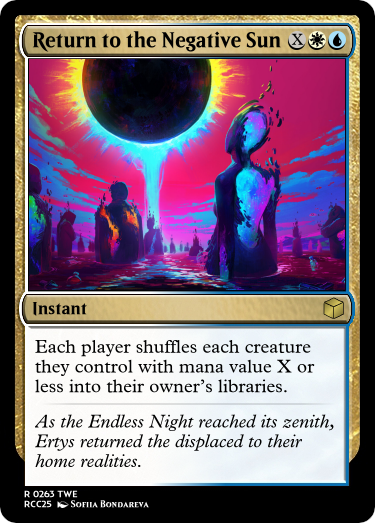 Return to the Negative Sun X
Instant
Each player shuffles each creature
they control with mana value X or
less into their owner's libraries.
As the Endless Night reached its zenith,
Ertys returned the displaced to their
home realities.
R 0263 TWE
RCC25 Sofiia Bondareva